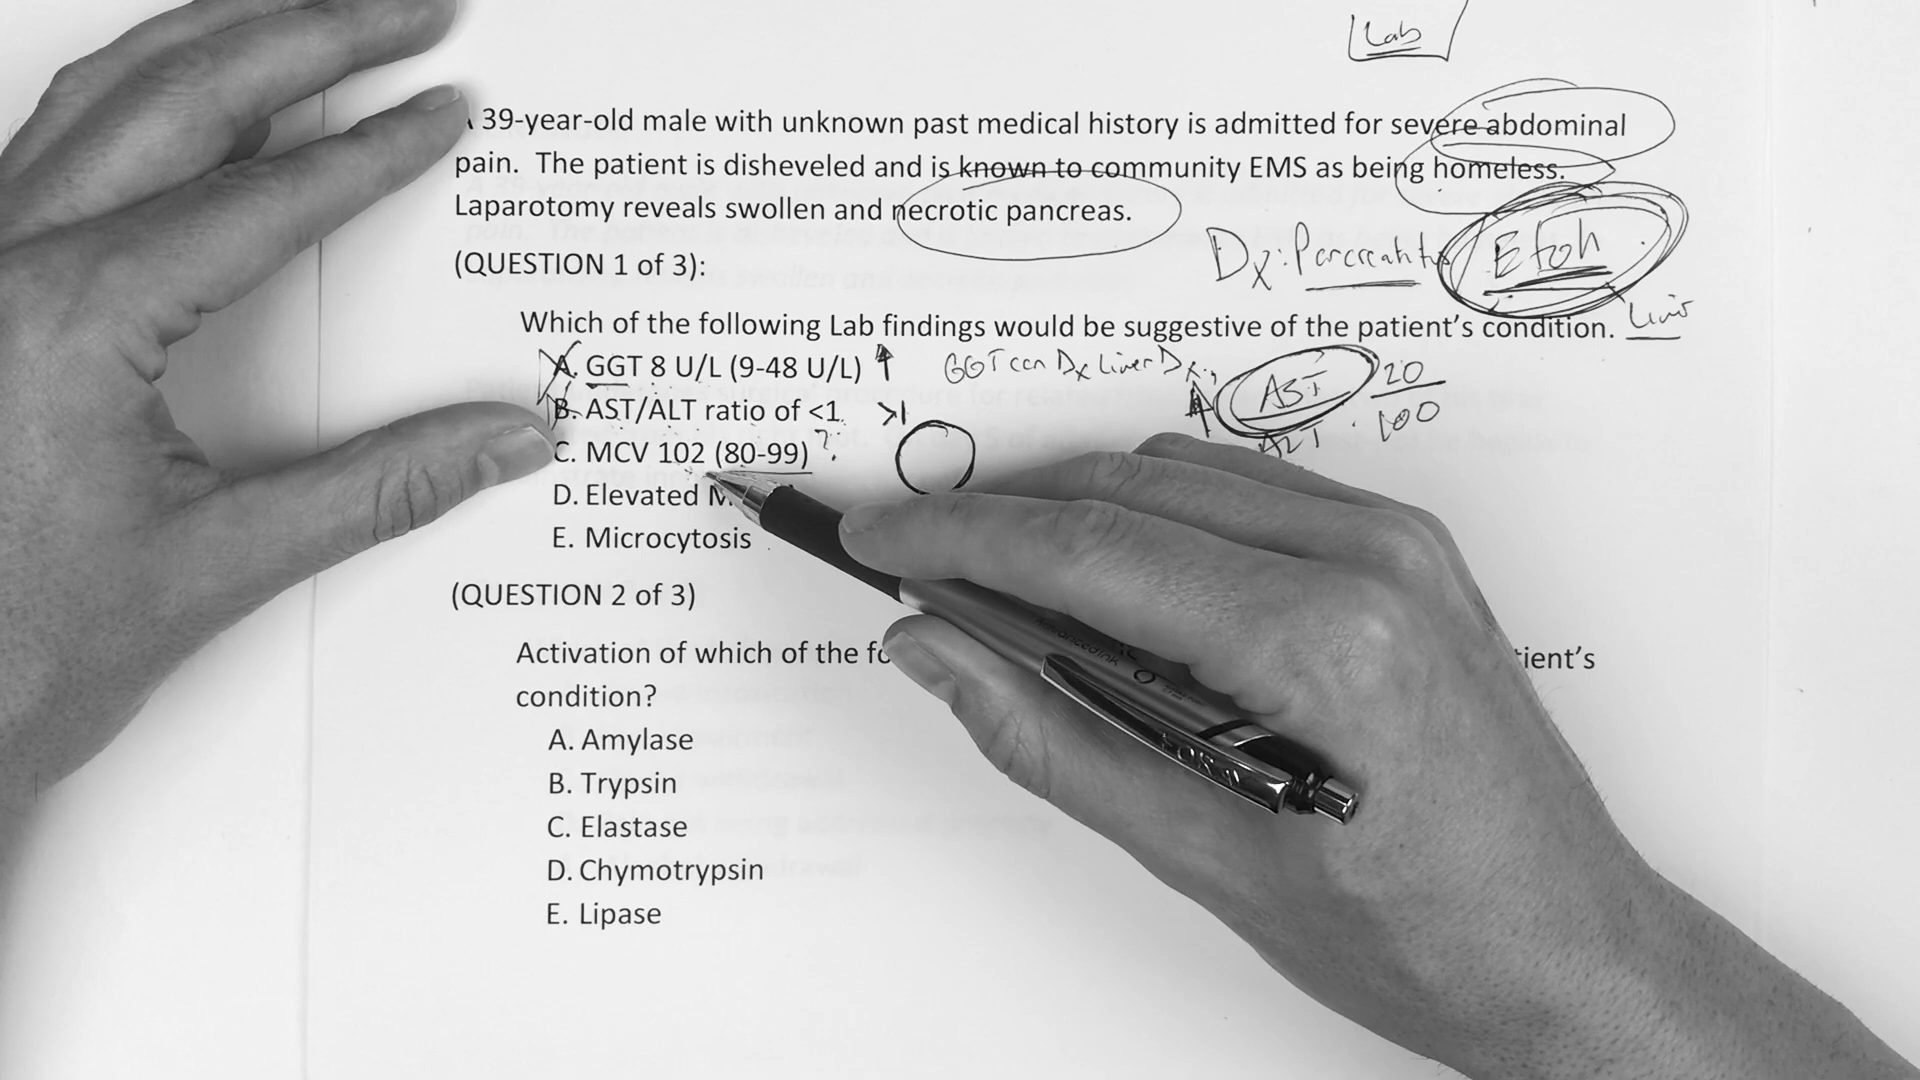 Lab
39-year-old male with unknown past medical history is admitted for severe abdominal
pain. The patient is disheveled and is known to community EMS as being homeless.
Laparotomy reveals swollen and necrotic pancreas.
Dx: Pancreatitis Etoh
(QUESTION 1 of 3):
Which of the following Lab findings would be suggestive of the patient's condition.
A. GGT 8 U/L (9-48 U/L) ↑ GGT can Dx Liver Dx.,
AST 20
B. AST/ALT ratio of <1 >1
ALT 100
C. MCV 102 (80-99) ?
D. Elevated
E. Microcytosis
(QUESTION 2 of 3)
Activation of which of the
condition?
A. Amylase
B. Trypsin
C. Elastase
D. Chymotrypsin
E. Lipase